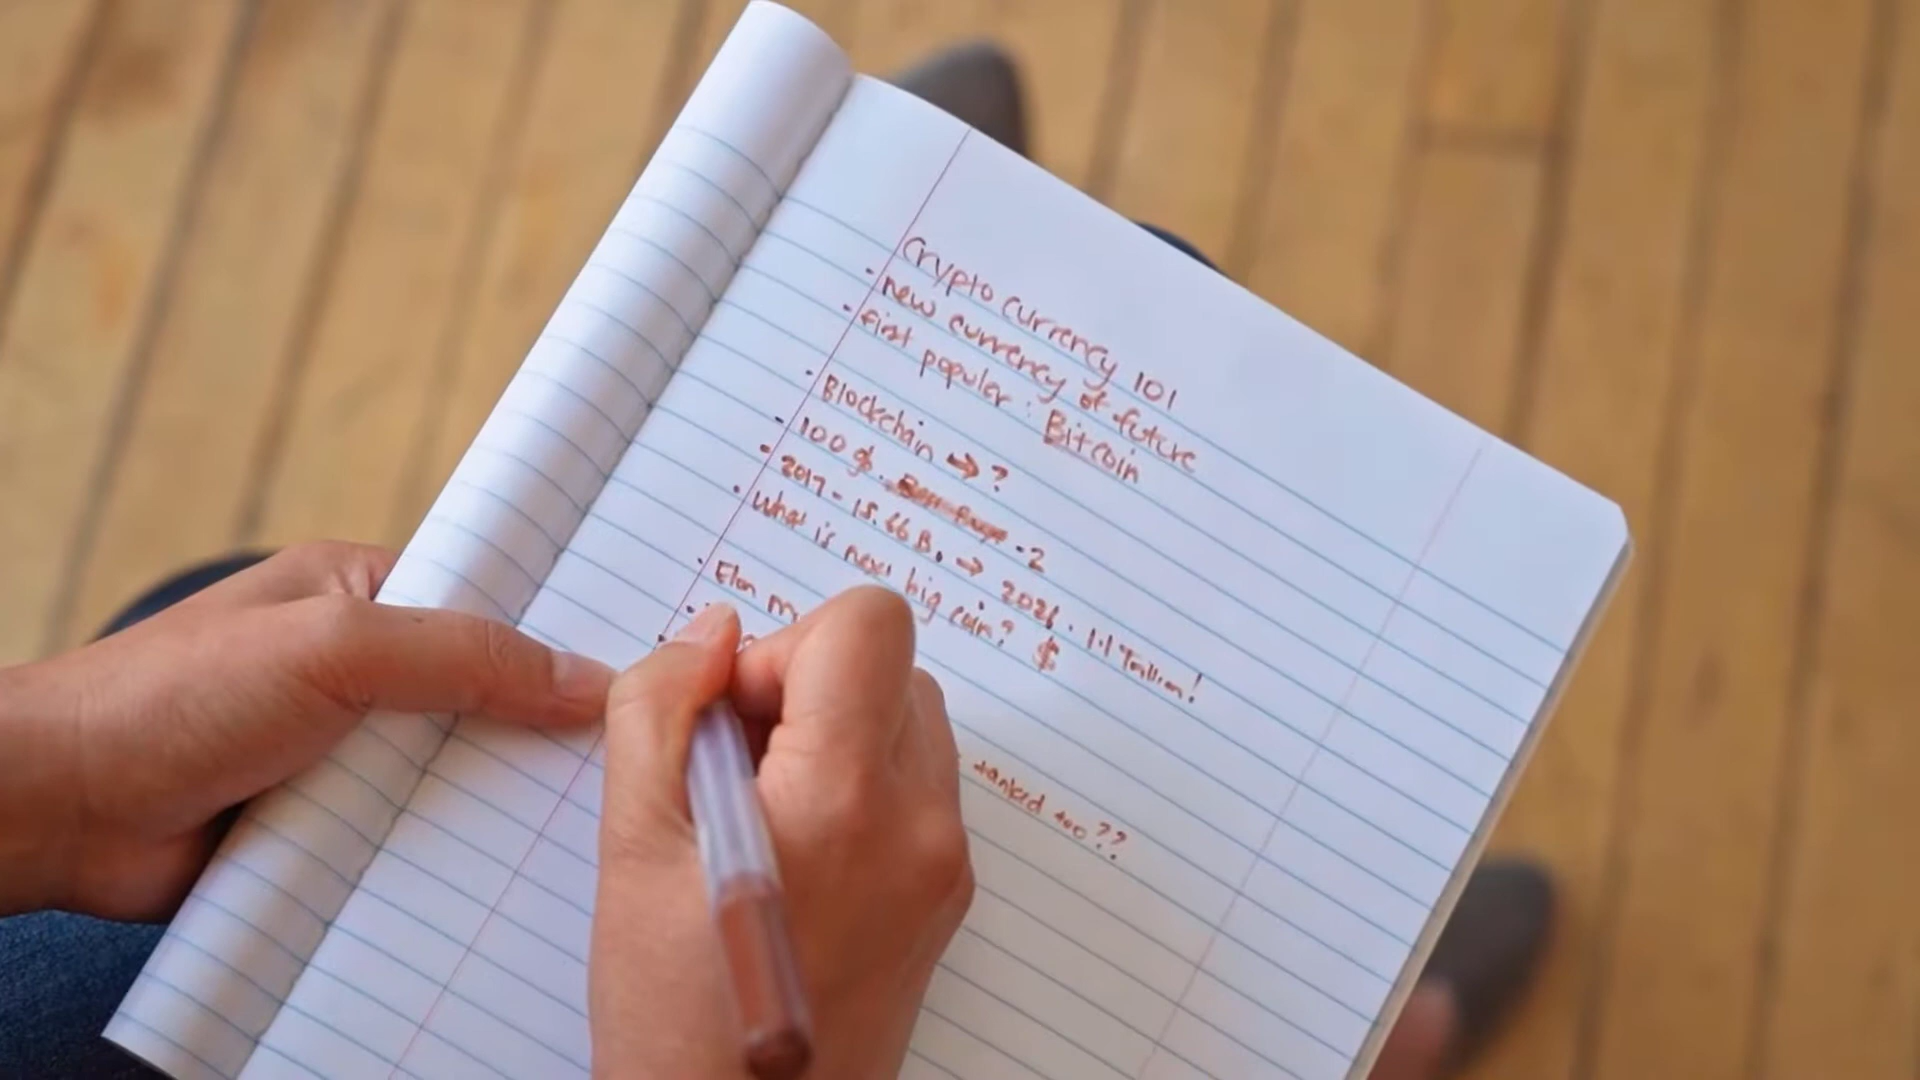 Crypto currency 101
· new currency of future
· first popular : Bitcoin
· Blockchain → ?
· 100 $. -2
· 2017 - 15.66 B. → 2021. 1.1 Trillion!
· What is next big coin? $
· Elon
tanked too??